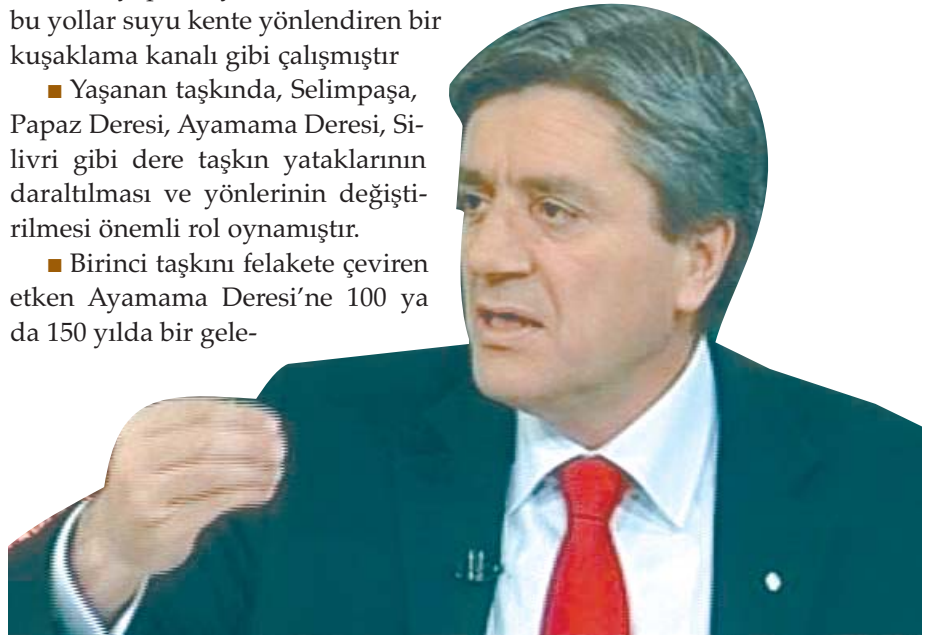 bu yollar suyu kente yönlendiren bir
kuşaklama kanalı gibi çalışmıştır
■ Yaşanan taşkında, Selimpaşa,
Papaz Deresi, Ayamama Deresi, Si-
livri gibi dere taşkın yataklarının
daraltılması ve yönlerinin değişti-
rilmesi önemli rol oynamıştır.
■ Birinci taşkını felakete çeviren
etken Ayamama Deresi’ne 100 ya
da 150 yılda bir gele-